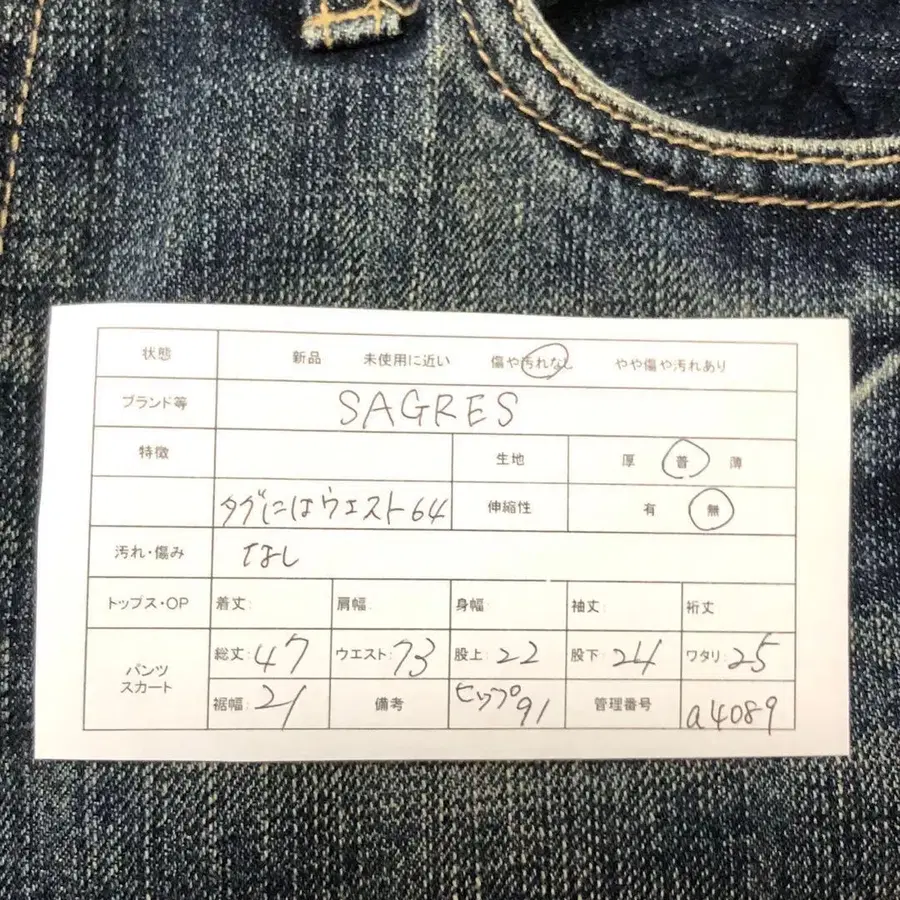 状態 新品 未使用に近い 傷や汚れなし やや傷や汚れあり
ブランド等 SAGRES
特徴 生地 厚 普 薄
タグにはウエスト64 伸縮性 有 無
汚れ・傷み なし
トップス・OP 着丈: 肩幅: 身幅: 袖丈: 裄丈
パンツ スカート 総丈:47 ウエスト:73 股上:22 股下:24 ワタリ:25
裾幅:21 備考 ヒップ91 管理番号 a4089